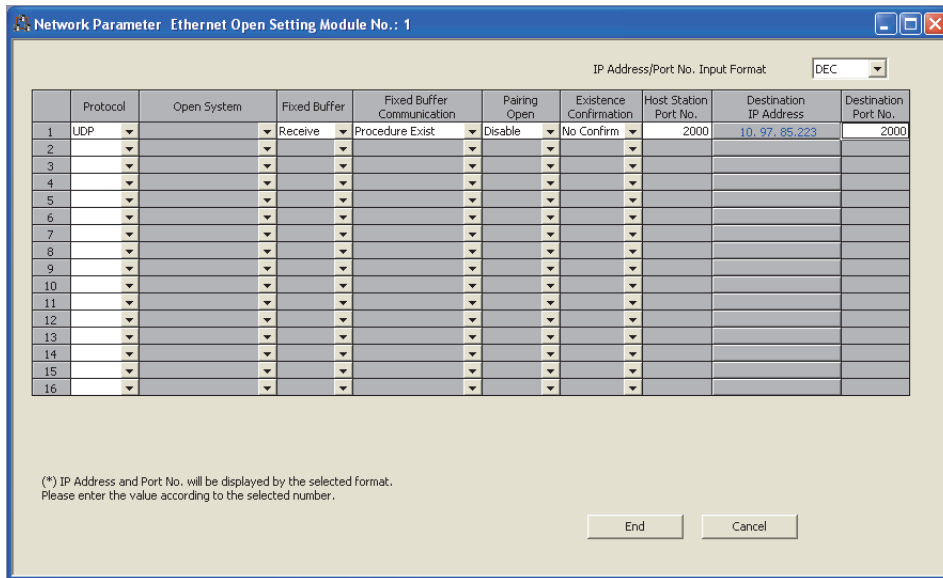 Network Parameter Ethernet Open Setting Module No.: 1
IP Address/Port No. Input Format DEC
Protocol Open System Fixed Buffer Fixed Buffer Communication Pairing Open Existence Confirmation Host Station Port No. Destination IP Address Destination Port No.
1 UDP Receive Procedure Exist Disable No Confirm 2000 10. 97. 85.223 2000
2
3
4
5
6
7
8
9
10
11
12
13
14
15
16
(*) IP Address and Port No. will be displayed by the selected format.
Please enter the value according to the selected number.
End Cancel